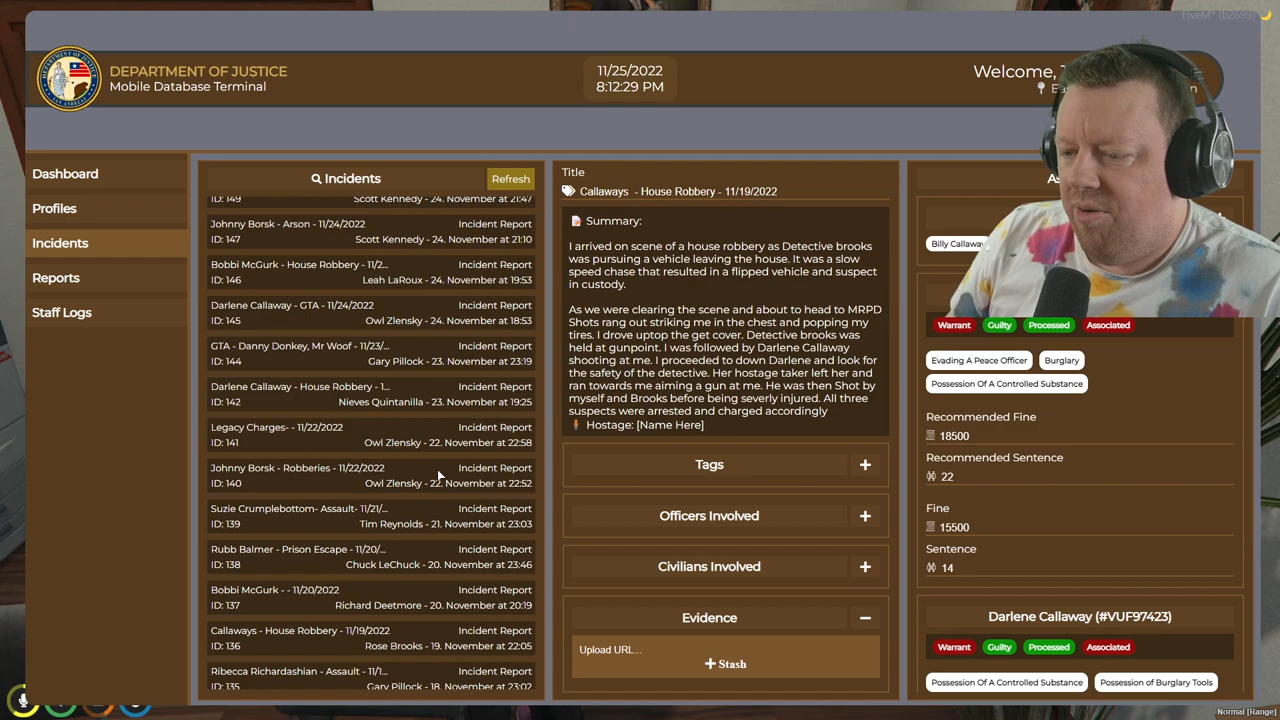 FiveM* (b2699)
DEPARTMENT OF JUSTICE
Mobile Database Terminal
11/25/2022
8:12:29 PM
Welcome,
Dashboard
Profiles
Incidents
Reports
Staff Logs
Incidents
Refresh
ID: 149 Scott Kennedy - 24. November at 21:47
Johnny Borsk - Arson - 11/24/2022 Incident Report
ID: 147 Scott Kennedy - 24. November at 21:10
Bobbi McGurk - House Robbery - 11/2... Incident Report
ID: 146 Leah LaRoux - 24. November at 19:53
Darlene Callaway - GTA - 11/24/2022 Incident Report
ID: 145 Owl Zlensky - 24. November at 18:53
GTA - Danny Donkey, Mr Woof - 11/23/... Incident Report
ID: 144 Gary Pillock - 23. November at 23:19
Darlene Callaway - House Robbery - 1... Incident Report
ID: 142 Nieves Quintanilla - 23. November at 19:25
Legacy Charges- - 11/22/2022 Incident Report
ID: 141 Owl Zlensky - 22. November at 22:58
Johnny Borsk - Robberies - 11/22/2022 Incident Report
ID: 140 Owl Zlensky - 22. November at 22:52
Suzie Crumplebottom- Assault- 11/21/... Incident Report
ID: 139 Tim Reynolds - 21. November at 23:03
Rubb Balmer - Prison Escape - 11/20/... Incident Report
ID: 138 Chuck LeChuck - 20. November at 23:46
Bobbi McGurk - - 11/20/2022 Incident Report
ID: 137 Richard Deetmore - 20. November at 20:19
Callaways - House Robbery - 11/19/2022 Incident Report
ID: 136 Rose Brooks - 19. November at 22:05
Ribecca Richardashian - Assault - 11/1... Incident Report
ID: 135 Gary Pillock - 18. November at 23:02
Title
Callaways - House Robbery - 11/19/2022
Summary:
I arrived on scene of a house robbery as Detective brooks
was pursuing a vehicle leaving the house. It was a slow
speed chase that resulted in a flipped vehicle and suspect
in custody.
As we were clearing the scene and about to head to MRPD
Shots rang out striking me in the chest and popping my
tires. I drove uptop the get cover. Detective brooks was
held at gunpoint. I was followed by Darlene Callaway
shooting at me. I proceeded to down Darlene and look for
the safety of the detective. Her hostage taker left her and
ran towards me aiming a gun at me. He was then Shot by
myself and Brooks before being severly injured. All three
suspects were arrested and charged accordingly
Hostage: [Name Here]
Tags
Officers Involved
Civilians Involved
Evidence
Upload URL...
Stash
Billy Callaway
Warrant Guilty Processed Associated
Evading A Peace Officer Burglary
Possession Of A Controlled Substance
Recommended Fine
18500
Recommended Sentence
22
Fine
15500
Sentence
14
Darlene Callaway (#VUF97423)
Warrant Guilty Processed Associated
Possession Of A Controlled Substance Possession of Burglary Tools
Normal [Range]